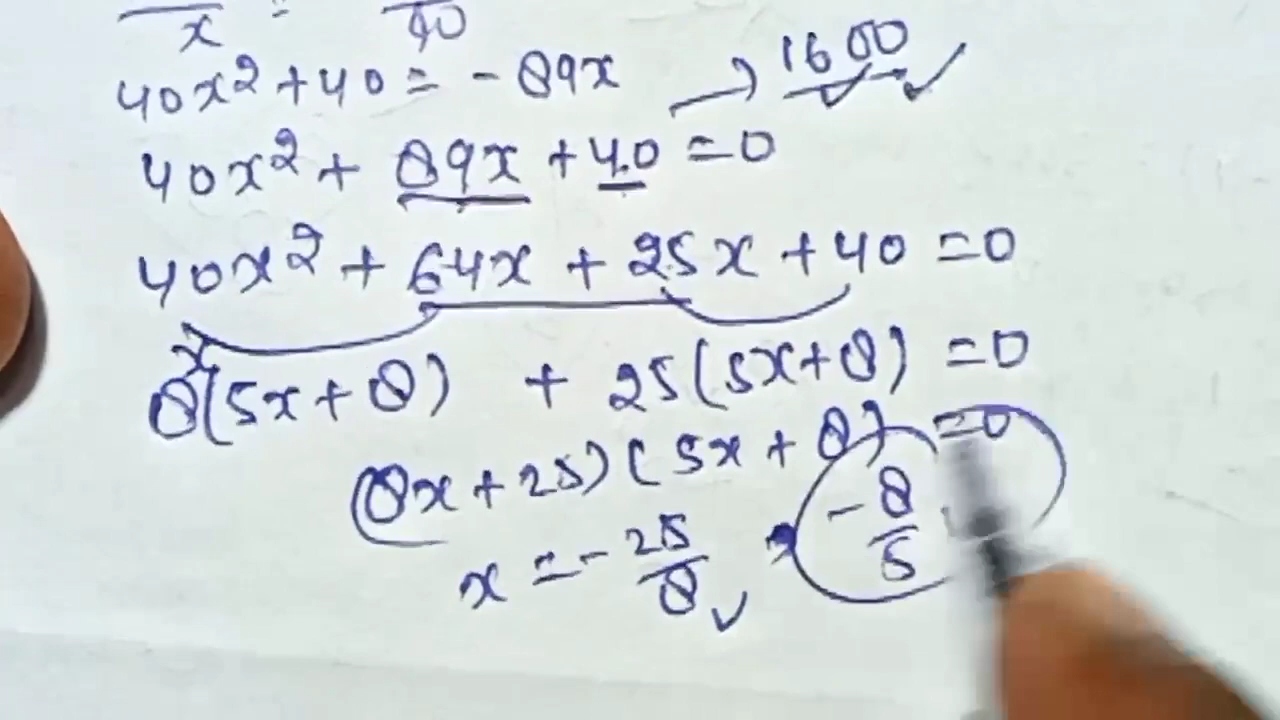 x = 40
40x² + 40 = - 89x → 1600 ✓
40x² + 89x + 40 = 0
40x² + 64x + 25x + 40 = 0
8x(5x + 8) + 25(5x + 8) = 0
(8x + 25)(5x + 8) = 0
x = - 25/8 ✓, - 8/5